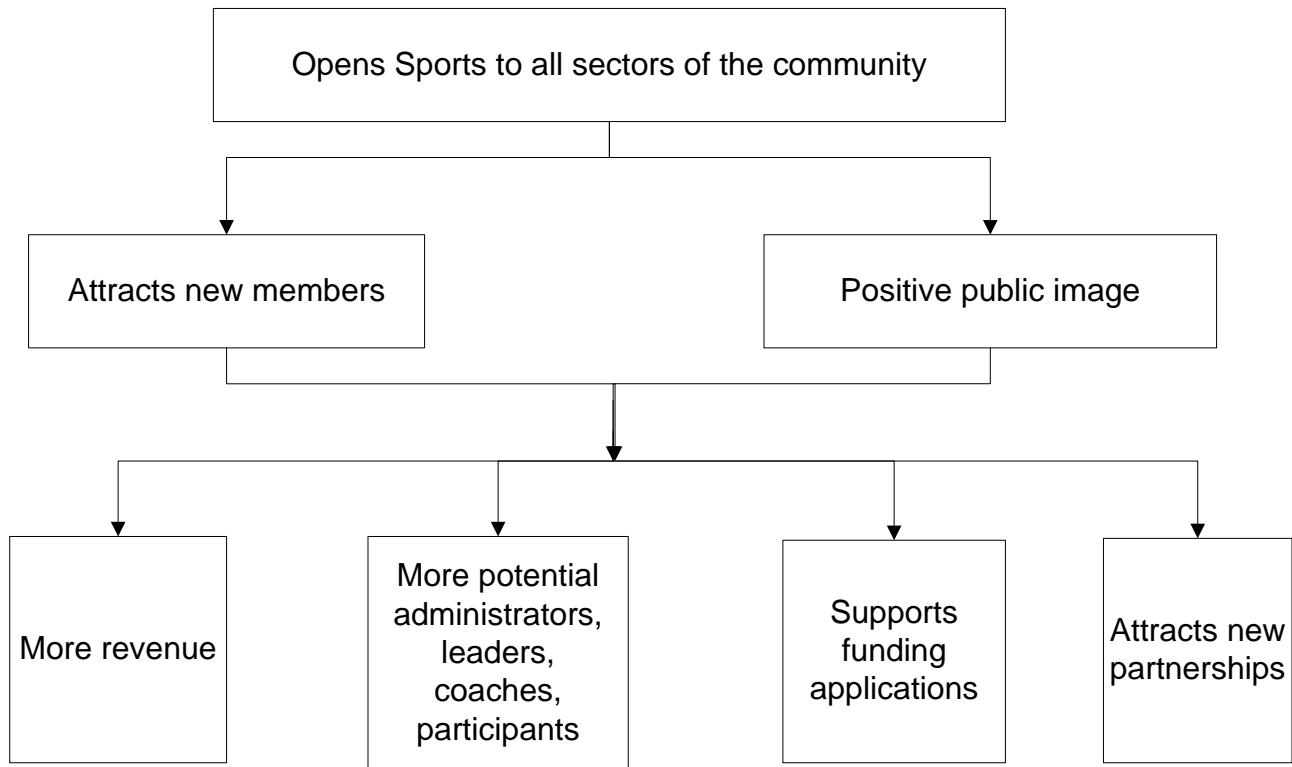 Opens Sports to all sectors of the community
Attracts new members
Positive public image
More revenue
More potential
administrators,
leaders,
coaches,
participants
Supports
funding
applications
Attracts new
partnerships